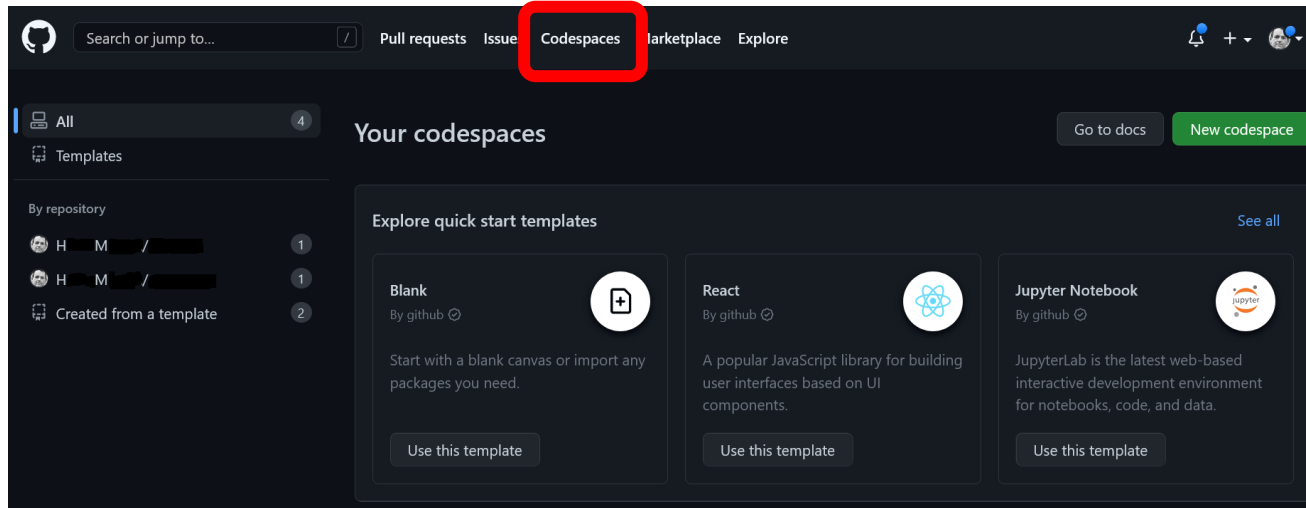 Search or jump to... / Pull requests Issue Codespaces arketplace Explore
All 4
Templates
Your codespaces
Go to docs New codespace
By repository
H M / 1
H M / 1
Created from a template 2
Explore quick start templates See all
Blank
By github
Start with a blank canvas or import any
packages you need.
Use this template
React
By github
A popular JavaScript library for building
user interfaces based on UI
components.
Use this template
Jupyter Notebook
By github
jupyter
JupyterLab is the latest web-based
interactive development environment
for notebooks, code, and data.
Use this template